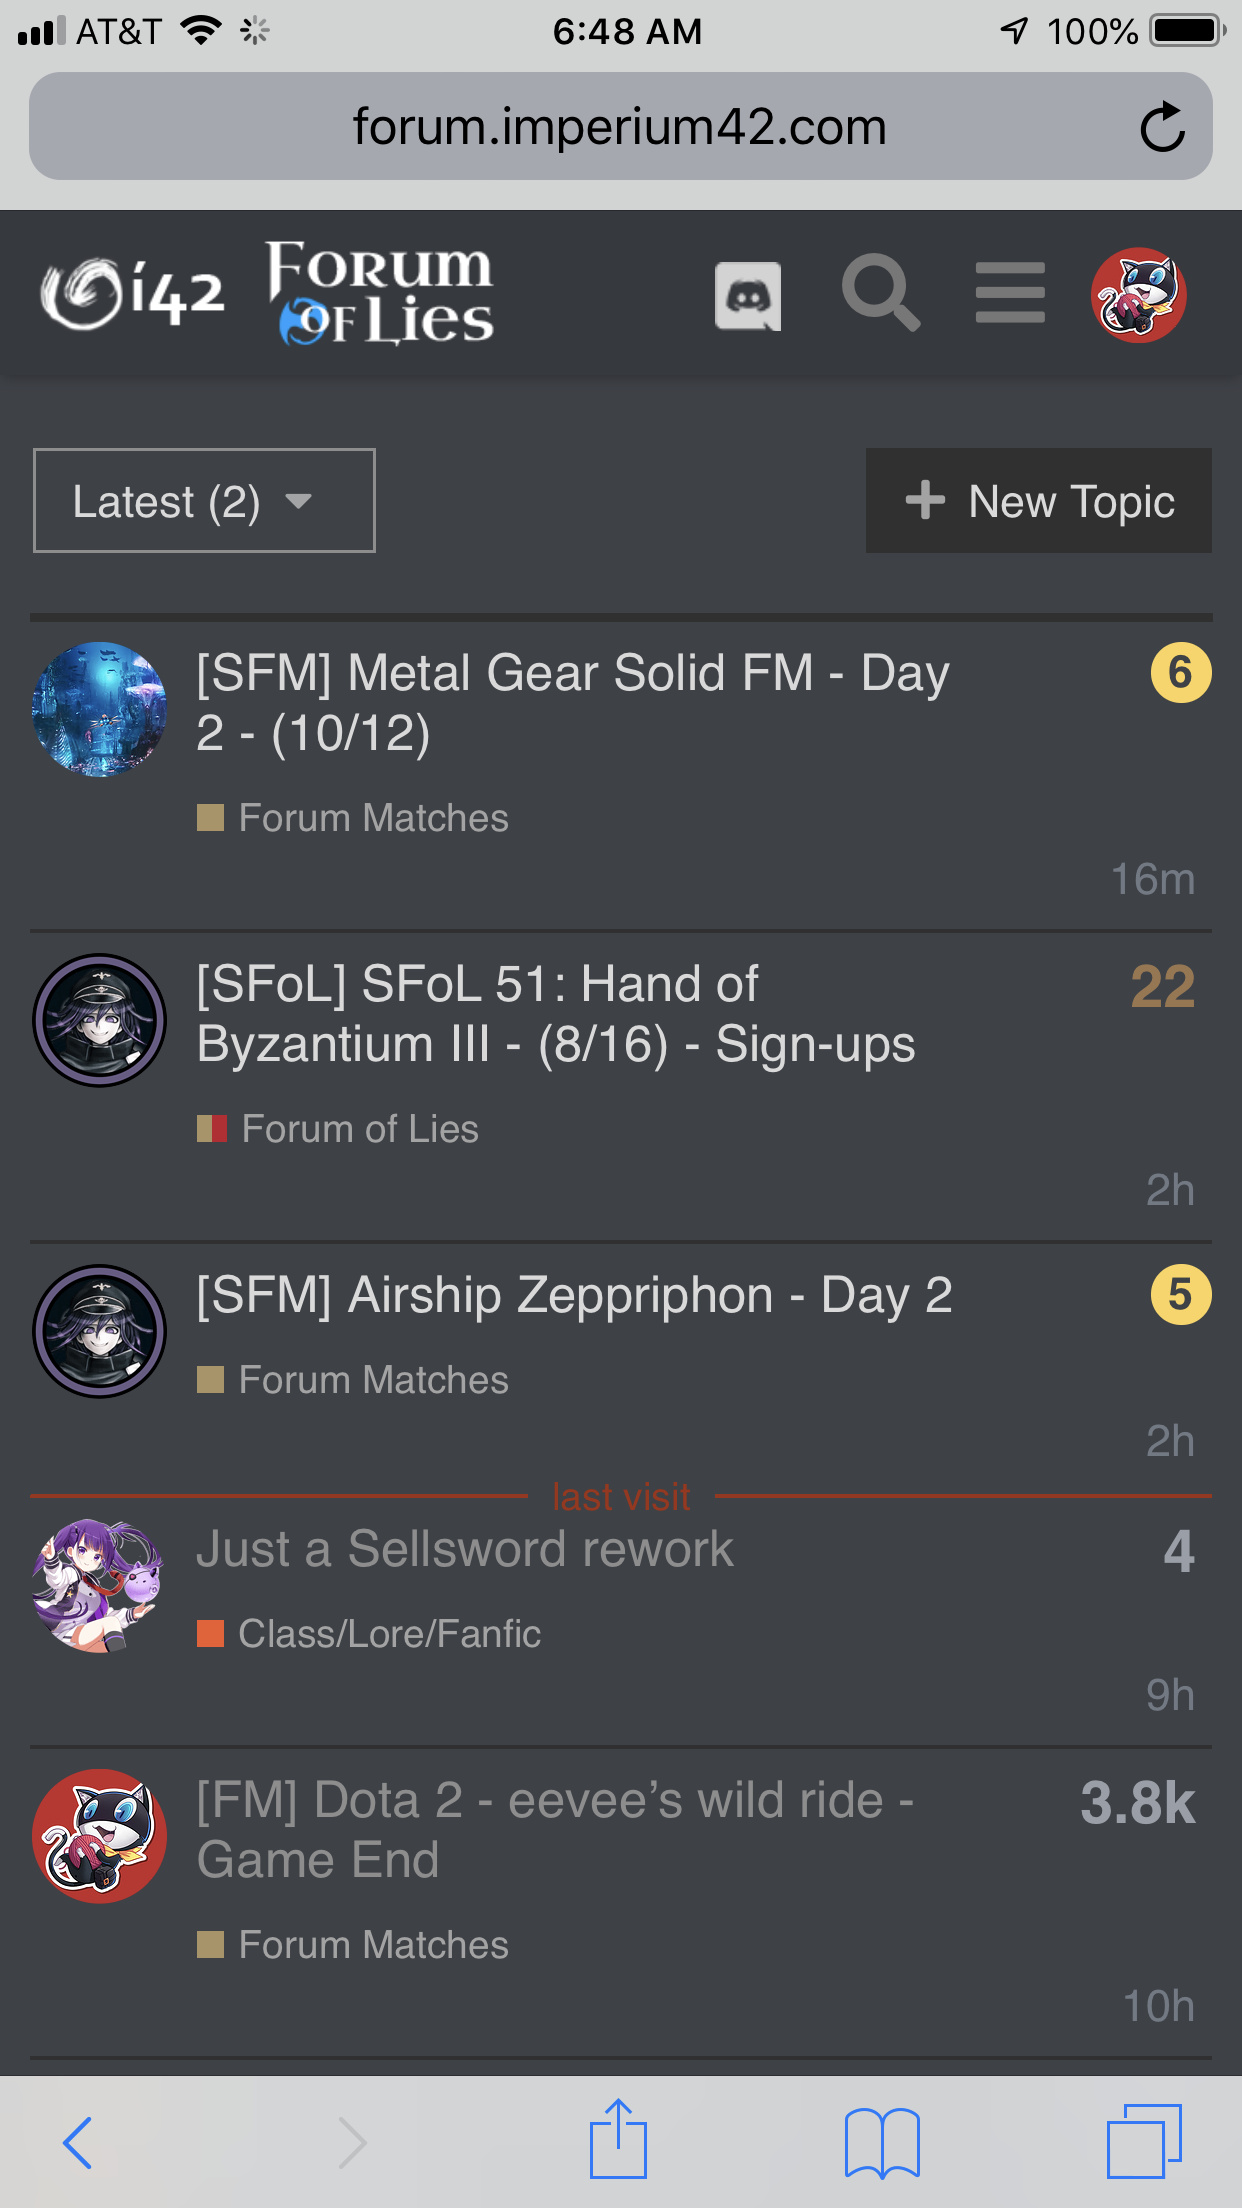 AT&T 6:48 AM 100%
forum.imperium42.com
i42 Forum of Lies
Latest (2) + New Topic
[SFM] Metal Gear Solid FM - Day 6
2 - (10/12)
Forum Matches
16m
[SFoL] SFoL 51: Hand of 22
Byzantium III - (8/16) - Sign-ups
Forum of Lies
2h
[SFM] Airship Zeppriphon - Day 2 5
Forum Matches
2h
last visit
Just a Sellsword rework 4
Class/Lore/Fanfic
9h
[FM] Dota 2 - eevee’s wild ride - 3.8k
Game End
Forum Matches
10h